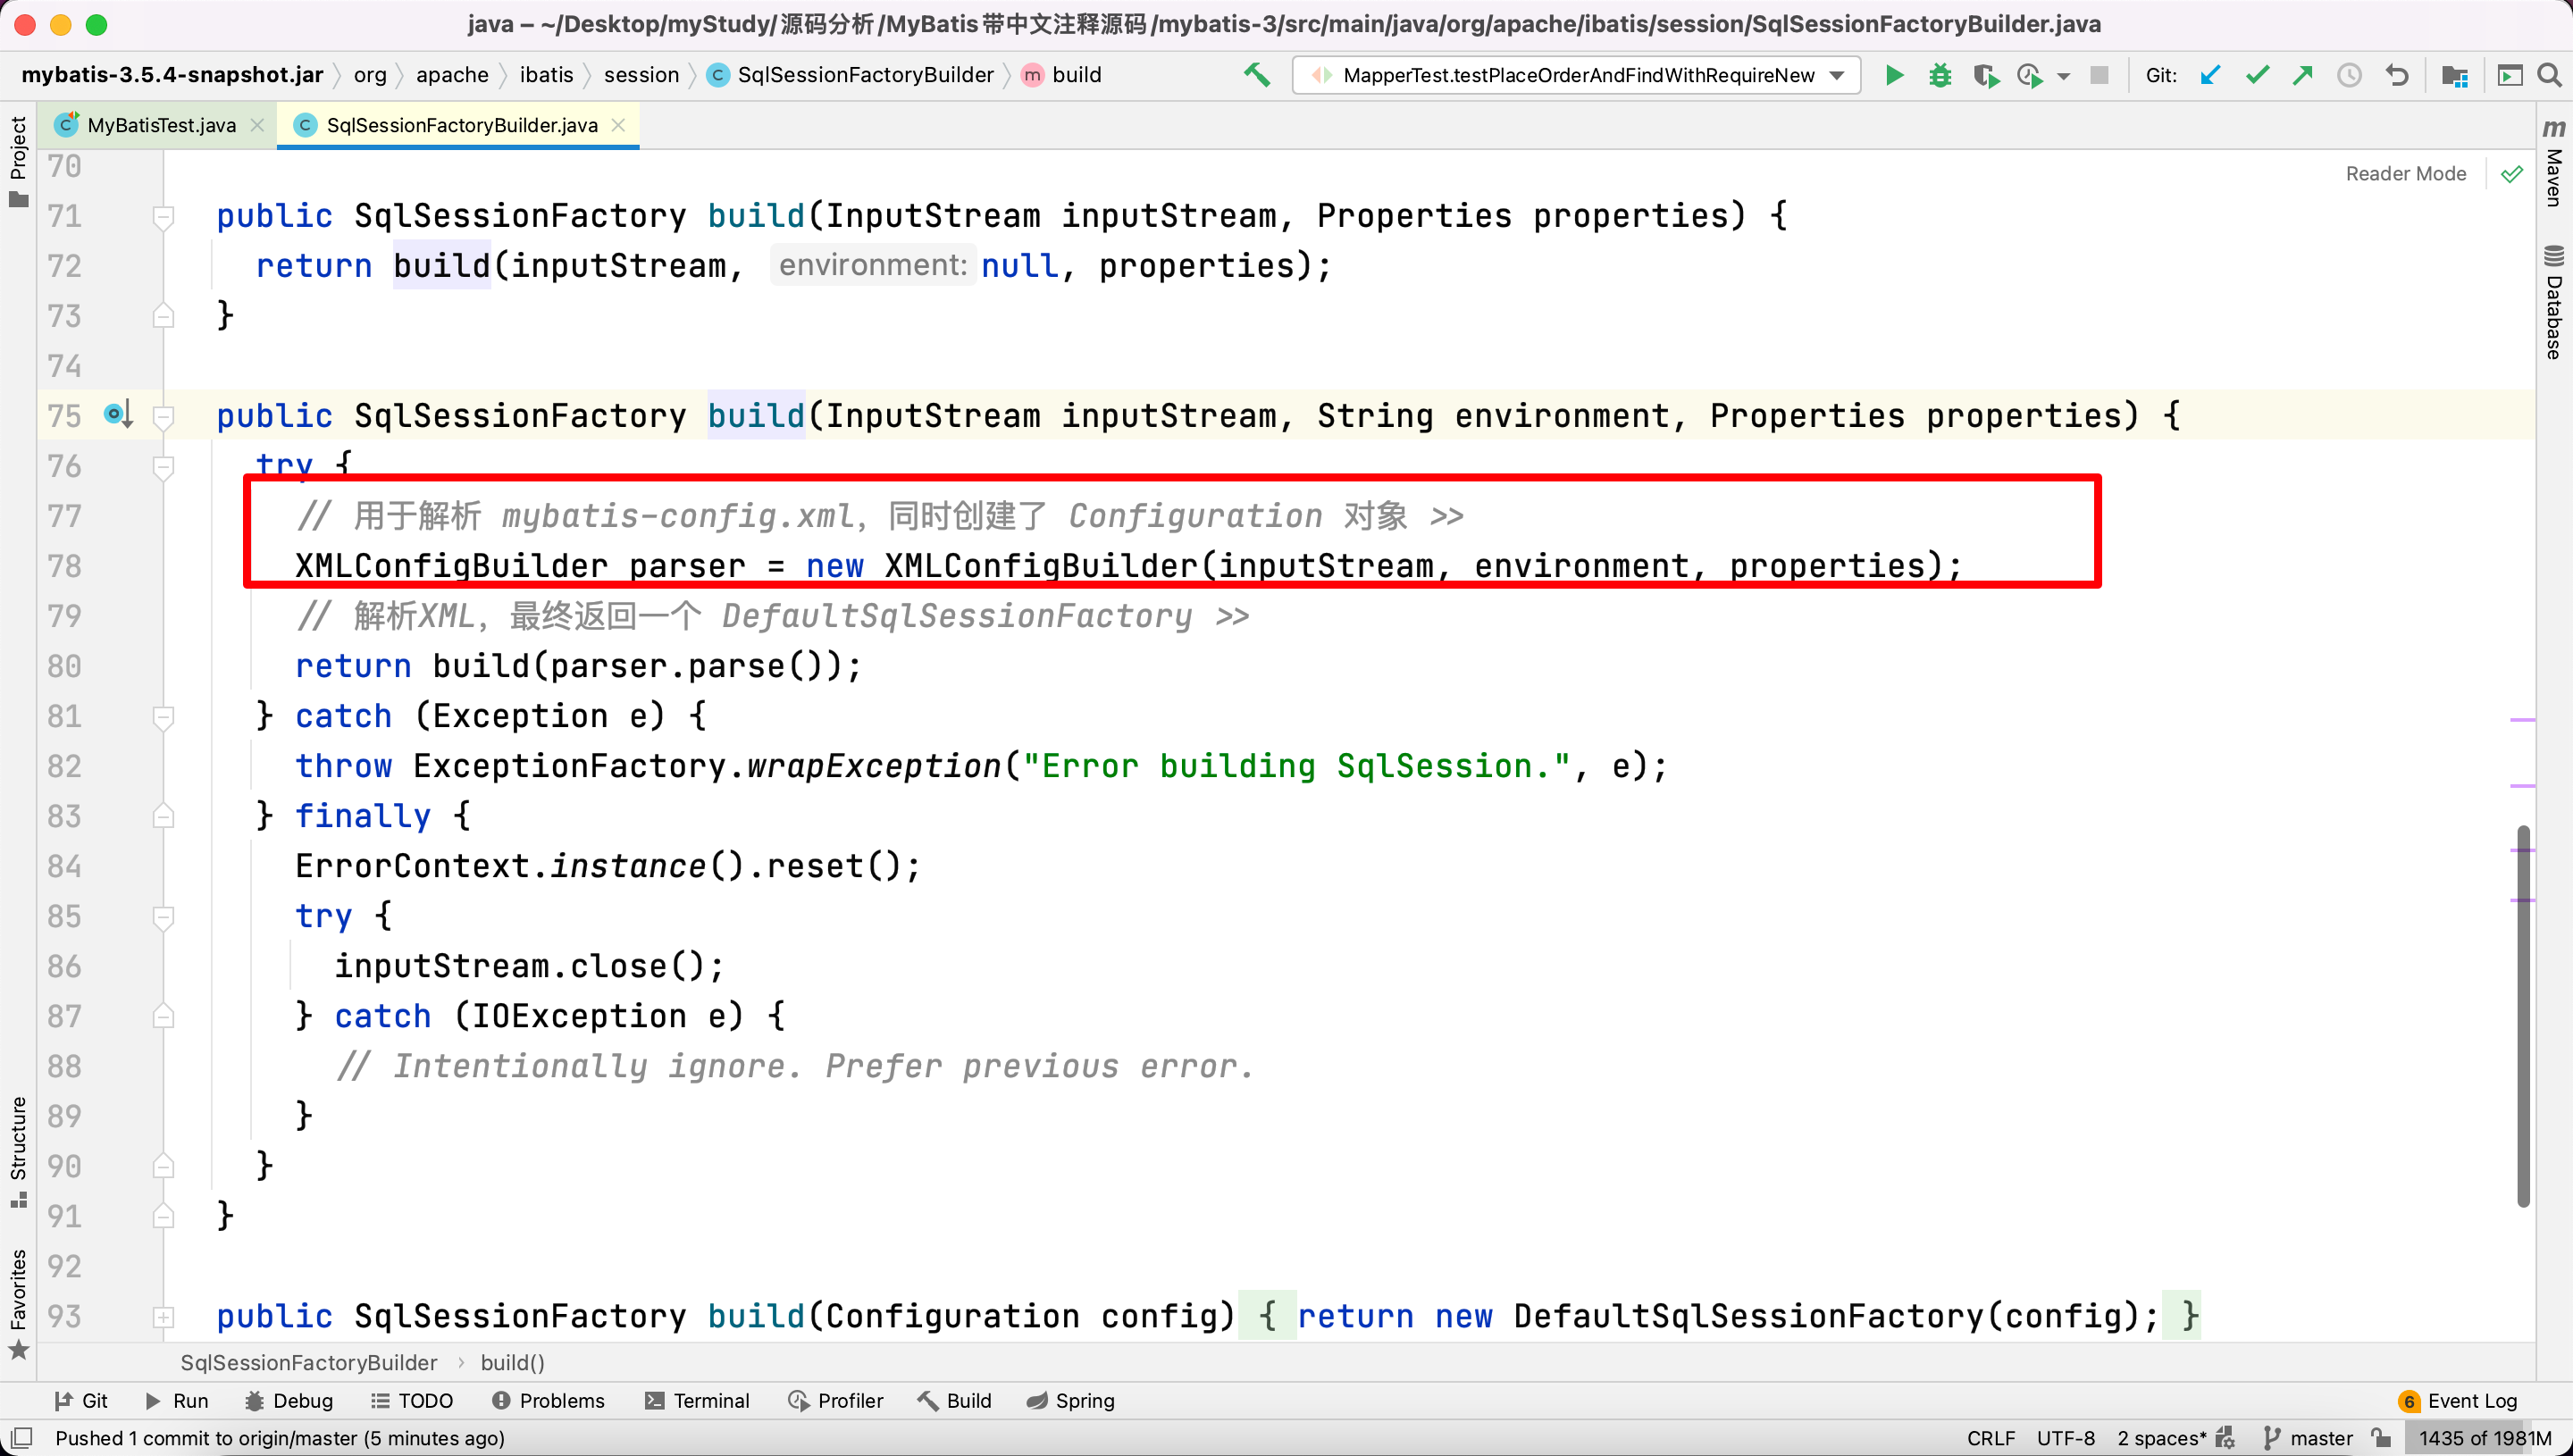 java – ~/Desktop/myStudy/源码分析/MyBatis带中文注释源码/mybatis-3/src/main/java/org/apache/ibatis/session/SqlSessionFactoryBuilder.java
mybatis-3.5.4-snapshot.jar org apache ibatis session C SqlSessionFactoryBuilder m build MapperTest.testPlaceOrderAndFindWithRequireNew Git:
C MyBatisTest.java C SqlSessionFactoryBuilder.java
Project
Structure
Favorites
m Maven
Database
Reader Mode
70
71 public SqlSessionFactory build(InputStream inputStream, Properties properties) {
72 return build(inputStream, environment: null, properties);
73 }
74
75 public SqlSessionFactory build(InputStream inputStream, String environment, Properties properties) {
76 try {
77 // 用于解析 mybatis-config.xml，同时创建了 Configuration 对象 >>
78 XMLConfigBuilder parser = new XMLConfigBuilder(inputStream, environment, properties);
79 // 解析XML，最终返回一个 DefaultSqlSessionFactory >>
80 return build(parser.parse());
81 } catch (Exception e) {
82 throw ExceptionFactory.wrapException("Error building SqlSession.", e);
83 } finally {
84 ErrorContext.instance().reset();
85 try {
86 inputStream.close();
87 } catch (IOException e) {
88 // Intentionally ignore. Prefer previous error.
89 }
90 }
91 }
92
93 public SqlSessionFactory build(Configuration config) { return new DefaultSqlSessionFactory(config); }
SqlSessionFactoryBuilder › build()
Git Run Debug TODO Problems Terminal Profiler Build Spring 6 Event Log
Pushed 1 commit to origin/master (5 minutes ago) CRLF UTF-8 2 spaces* master 1435 of 1981M